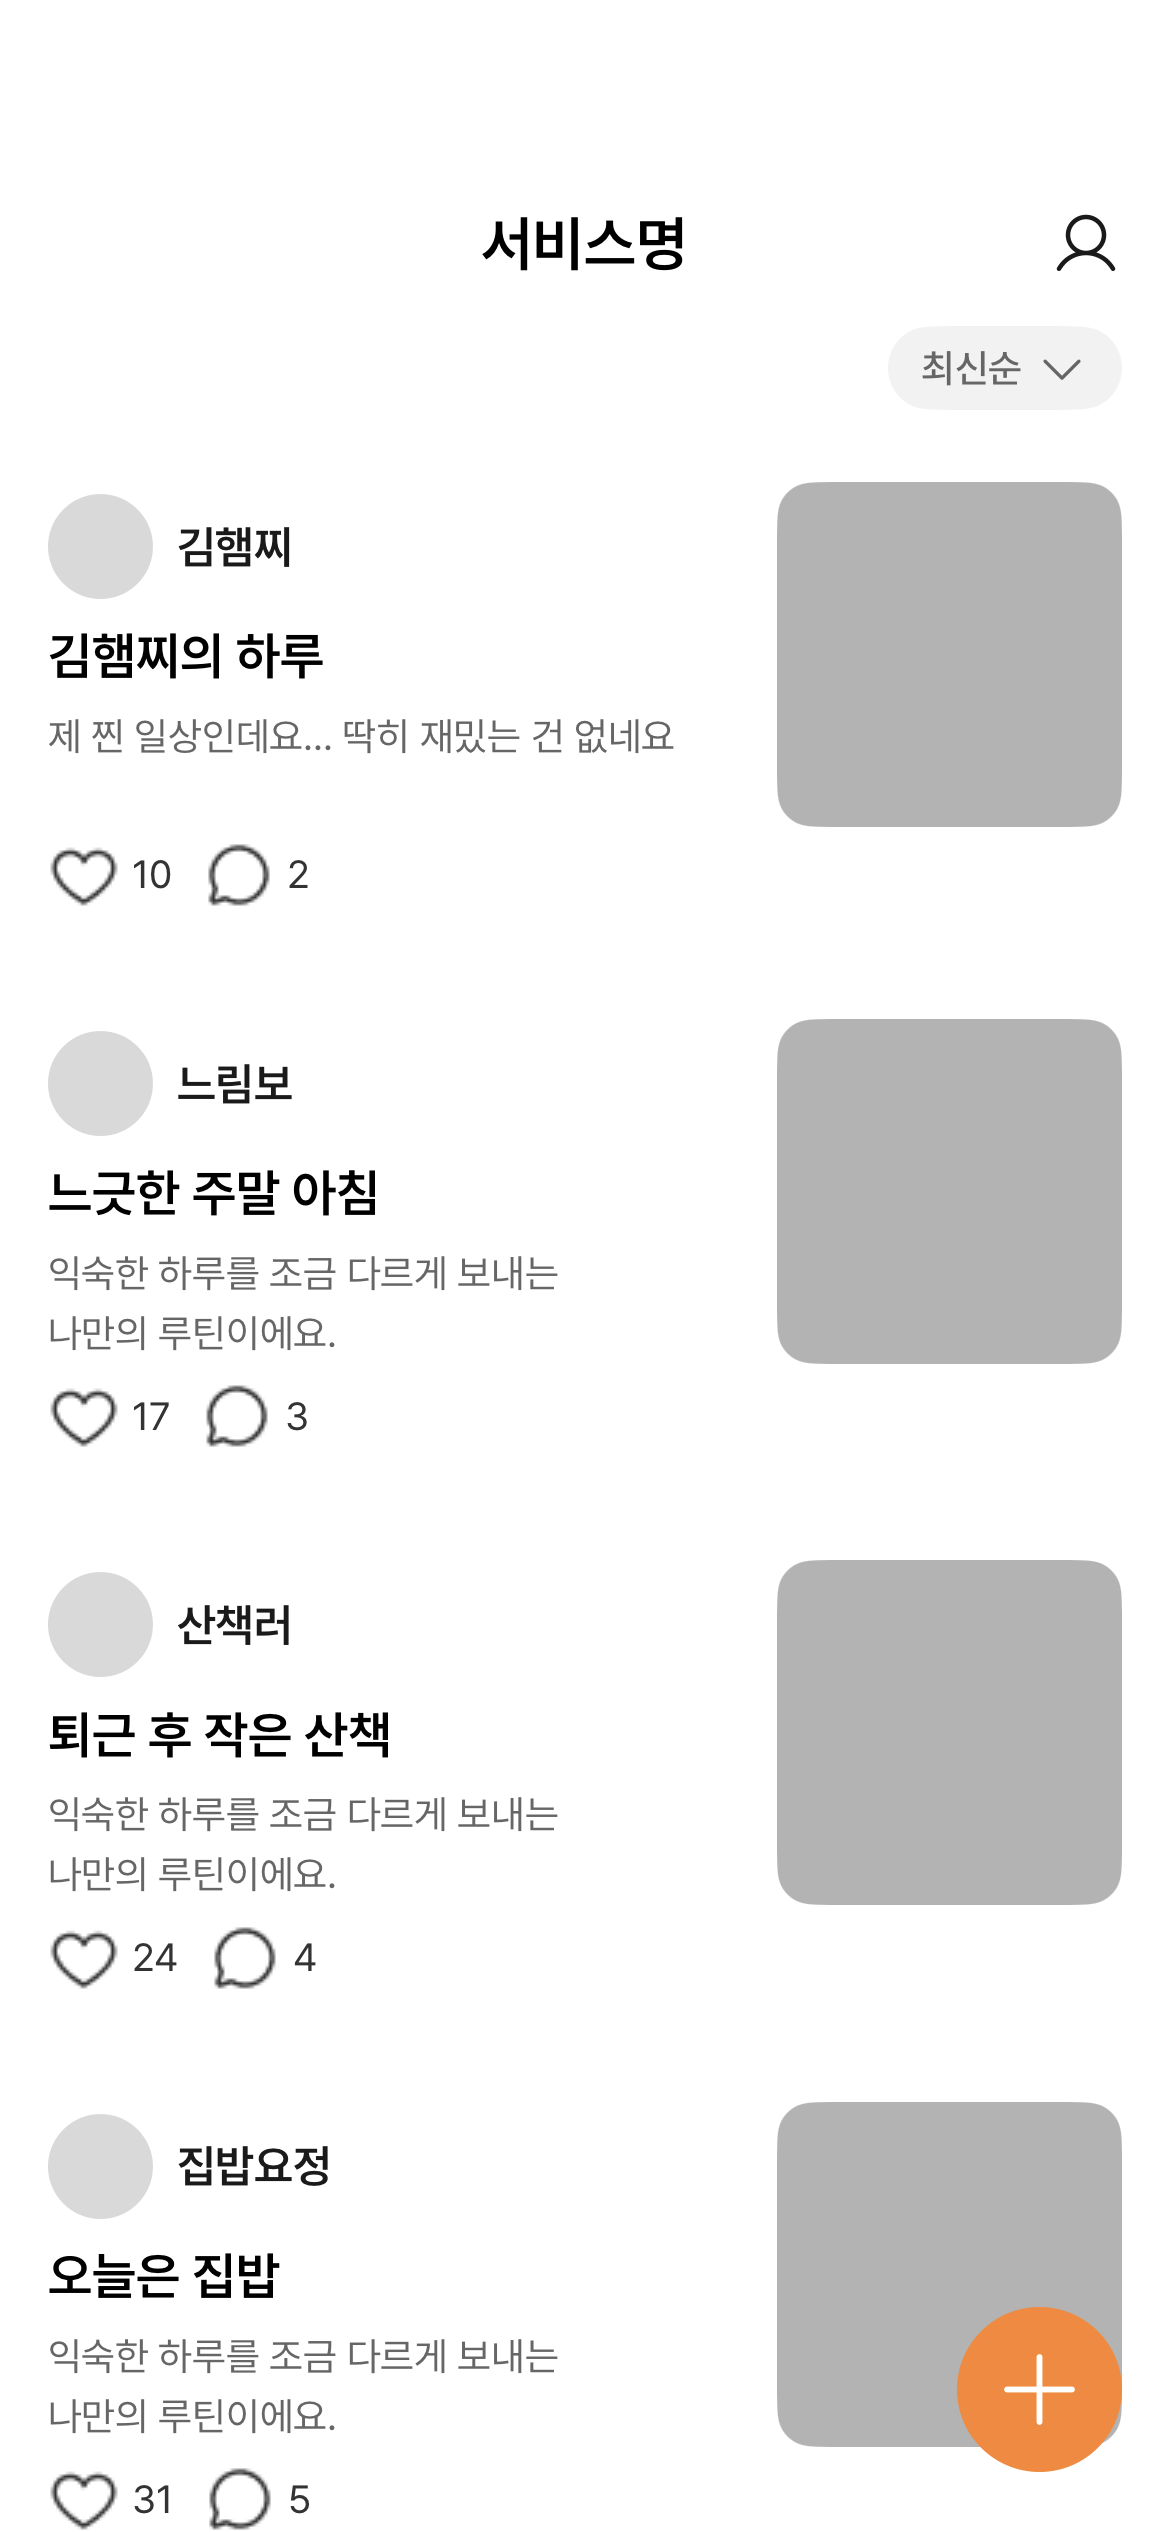 서비스명
최신순
김햄찌
김햄찌의 하루
제 찐 일상인데요... 딱히 재밌는 건 없네요
10 2
느림보
느긋한 주말 아침
익숙한 하루를 조금 다르게 보내는
나만의 루틴이에요.
17 3
산책러
퇴근 후 작은 산책
익숙한 하루를 조금 다르게 보내는
나만의 루틴이에요.
24 4
집밥요정
오늘은 집밥
익숙한 하루를 조금 다르게 보내는
나만의 루틴이에요.
31 5